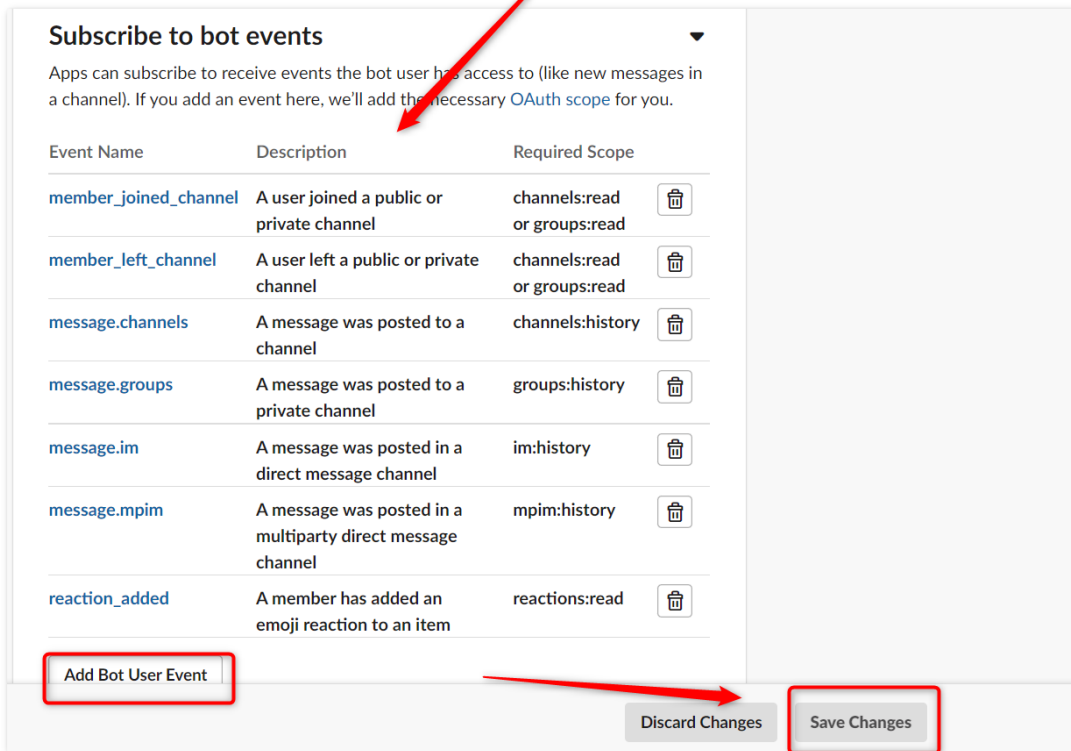 Subscribe to bot events
Apps can subscribe to receive events the bot user has access to (like new messages in
a channel). If you add an event here, we'll add the necessary OAuth scope for you.
Event Name Description Required Scope
member_joined_channel A user joined a public or channels:read
private channel or groups:read
member_left_channel A user left a public or private channels:read
channel or groups:read
message.channels A message was posted to a channels:history
channel
message.groups A message was posted to a groups:history
private channel
message.im A message was posted in a im:history
direct message channel
message.mpim A message was posted in a mpim:history
multiparty direct message
channel
reaction_added A member has added an reactions:read
emoji reaction to an item
Add Bot User Event
Discard Changes Save Changes